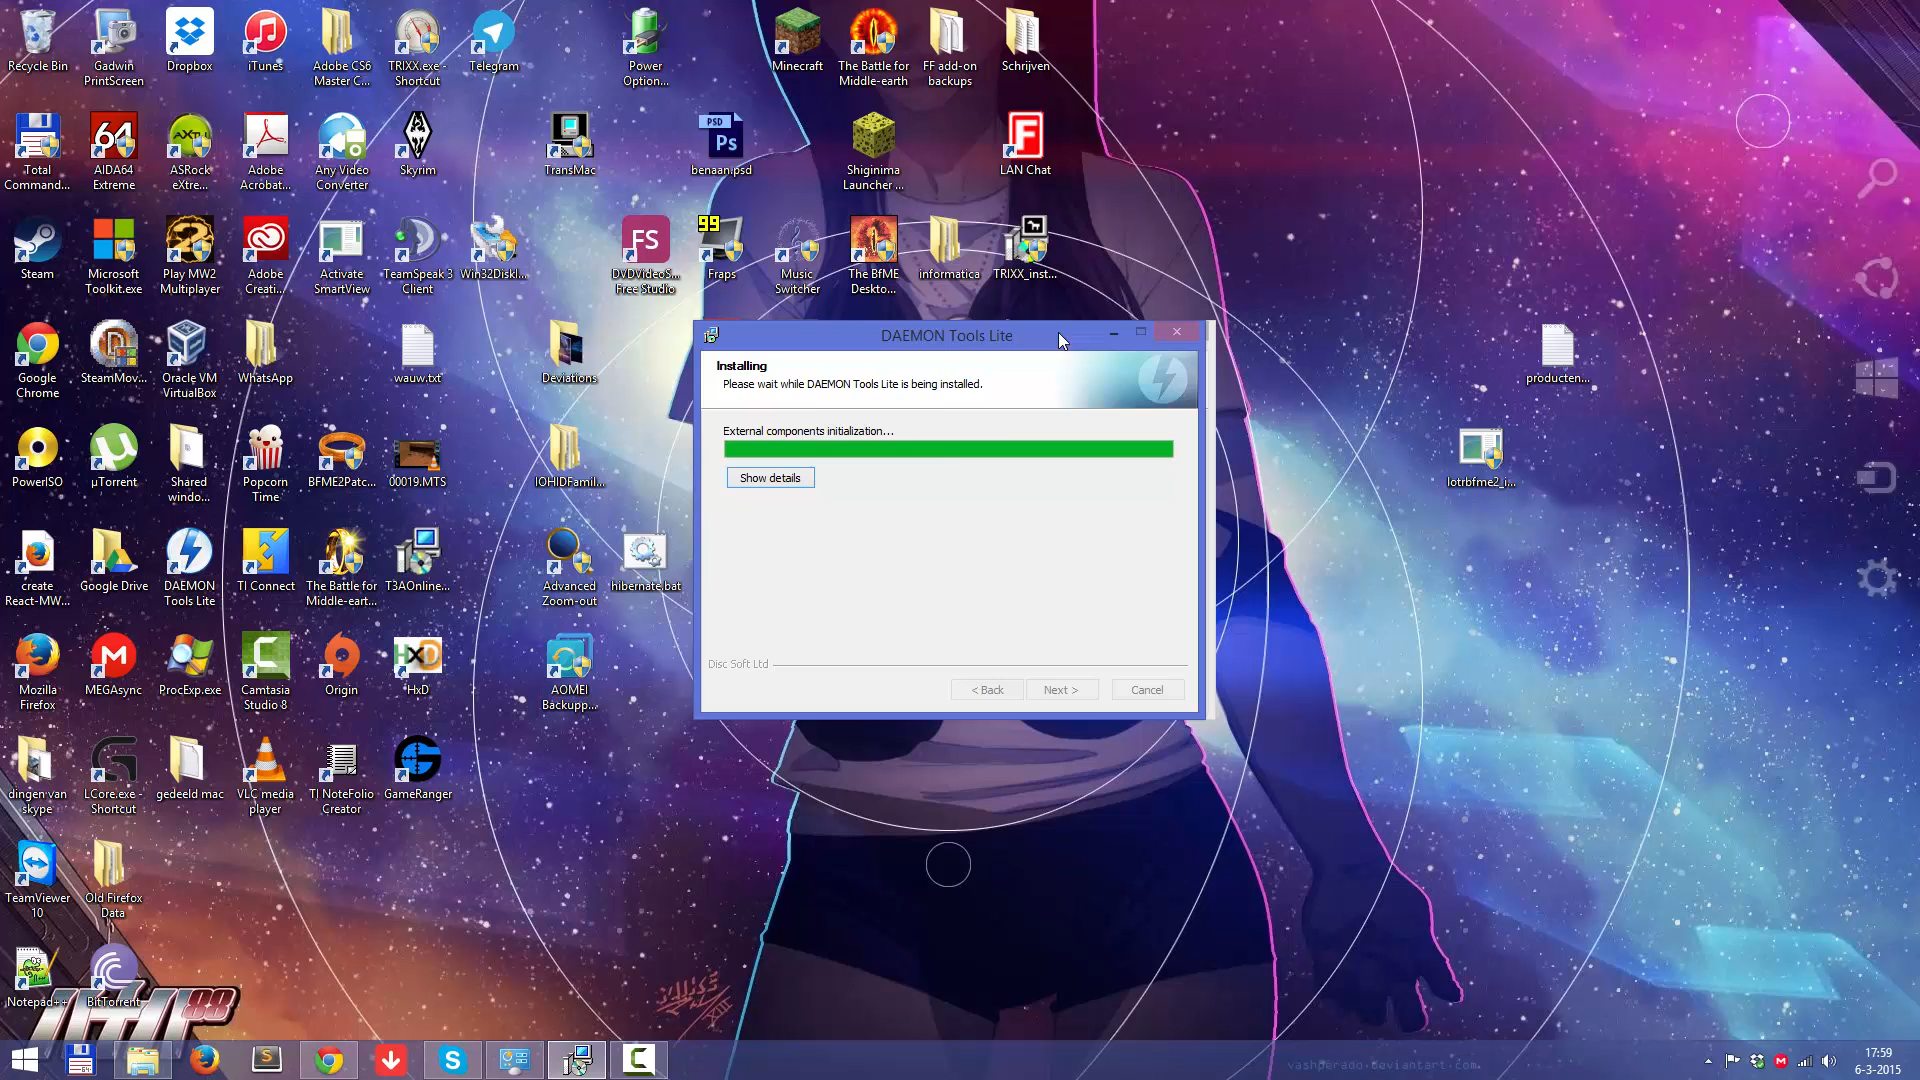 Recycle Bin
Gadwin
PrintScreen
Dropbox
iTunes
Adobe CS6
Master C...
TRIXX.exe -
Shortcut
Telegram
Power
Option...
Minecraft
The Battle for
Middle-earth
FF add-on
backups
Schrijven
Total
Command...
64
AIDA64
Extreme
AXTU
ASRock
eXtre...
Adobe
Acrobat...
Any Video
Converter
Skyrim
TransMac
PSD
Ps
benaan.psd
Shiginima
Launcher ...
LAN Chat
Steam
Microsoft
Toolkit.exe
Play MW2
Multiplayer
Adobe
Creati...
Activate
SmartView
TeamSpeak 3
Client
Win32DiskI...
FS
DVDVideoS...
Free Studio
99
Fraps
Music
Switcher
The BfME
Deskto...
informatica
TRIXX_inst...
Google
Chrome
SteamMov...
Oracle VM
VirtualBox
WhatsApp
wauw.txt
Deviations
producten...
PowerISO
µTorrent
Shared
windo...
Popcorn
Time
BFME2Patc...
00019.MTS
IOHIDFamil...
lotrbfme2_i...
create
React-MW...
Google Drive
DAEMON
Tools Lite
TI Connect
The Battle for
Middle-eart...
T3AOnline...
Advanced
Zoom-out
hibernate.bat
Mozilla
Firefox
MEGAsync
ProcExp.exe
Camtasia
Studio 8
Origin
HxD
HxD
AOMEI
Backupp...
dingen van
skype
LCore.exe -
Shortcut
gedeeld mac
VLC media
player
TI NoteFolio
Creator
GameRanger
TeamViewer
10
Old Firefox
Data
Notepad++
BitTorrent
DAEMON Tools Lite
Installing
Please wait while DAEMON Tools Lite is being installed.
External components initialization...
Show details
Disc Soft Ltd
< Back
Next >
Cancel
88
vashperado.deviantart.com
17:59
6-3-2015